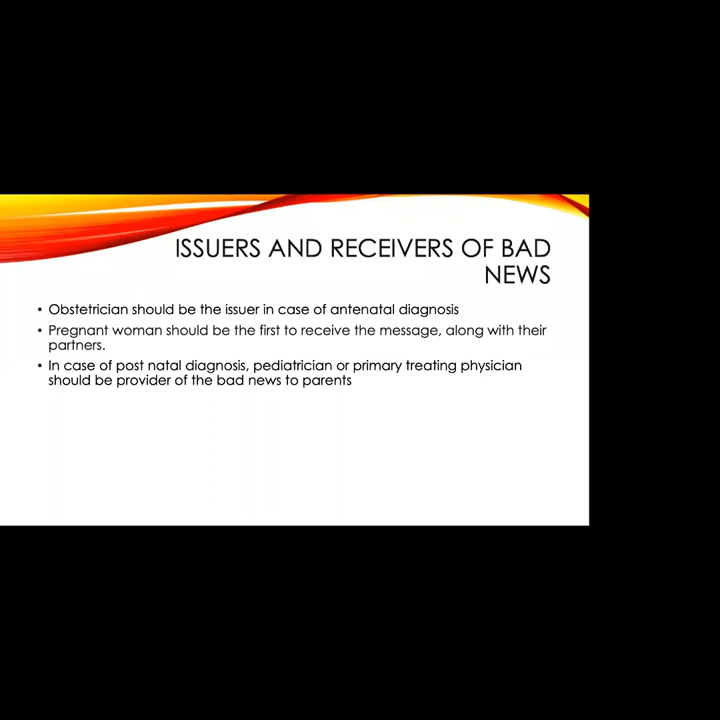 ISSUERS AND RECEIVERS OF BAD
NEWS
• Obstetrician should be the issuer in case of antenatal diagnosis
• Pregnant woman should be the first to receive the message, along with their
partners.
• In case of post natal diagnosis, pediatrician or primary treating physician
should be provider of the bad news to parents